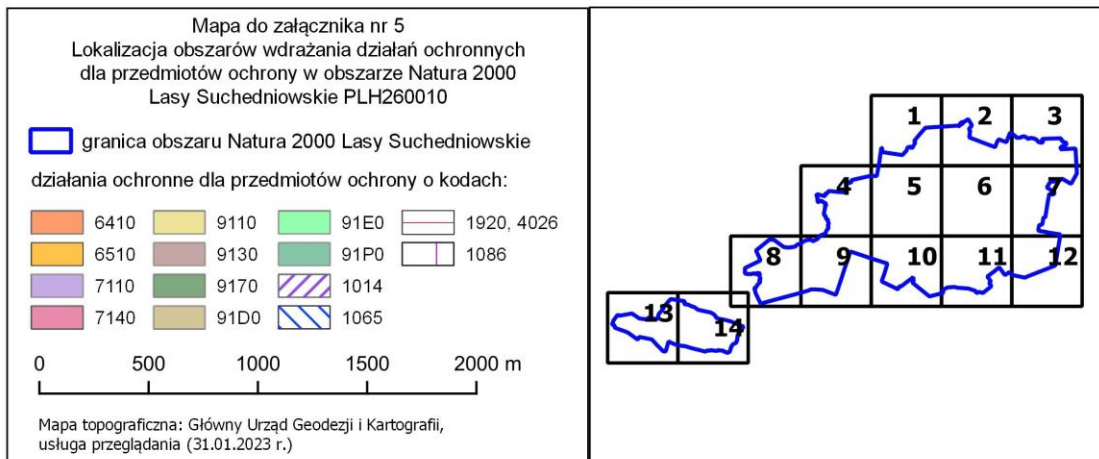 Mapa do załącznika nr 5
Lokalizacja obszarów wdrażania działań ochronnych
dla przedmiotów ochrony w obszarze Natura 2000
Lasy Suchedniowskie PLH260010
granica obszaru Natura 2000 Lasy Suchedniowskie
działania ochronne dla przedmiotów ochrony o kodach:
6410 9110 91E0 1920, 4026
6510 9130 91P0 1086
7110 9170 1014
7140 91D0 1065
0 500 1000 1500 2000 m
Mapa topograficzna: Główny Urząd Geodezji i Kartografii,
usługa przeglądania (31.01.2023 r.)
1 2 3
4 5 6 7
8 9 10 11 12
13 14